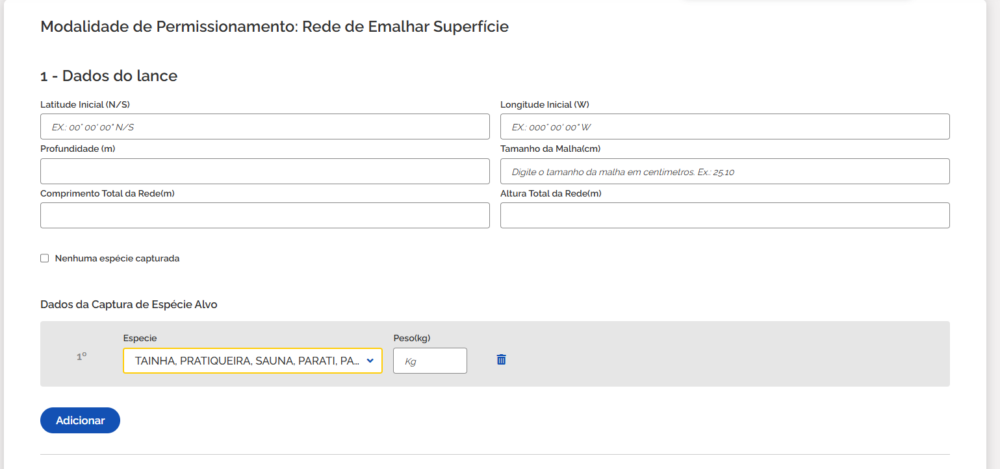 Modalidade de Permissionamento: Rede de Emalhar Superfície
1 - Dados do lance
Latitude Inicial (N/S)
Longitude Inicial (W)
EX.: 00° 00' 00" N/S
EX.: 000° 00' 00" W
Profundidade (m)
Tamanho da Malha(cm)
Digite o tamanho da malha em centimetros. Ex.: 25.10
Comprimento Total da Rede(m)
Altura Total da Rede(m)
Nenhuma espécie capturada
Dados da Captura de Espécie Alvo
Especie
Peso(kg)
1º
TAINHA, PRATIQUEIRA, SAUNA, PARATI, PA...
Kg
Adicionar